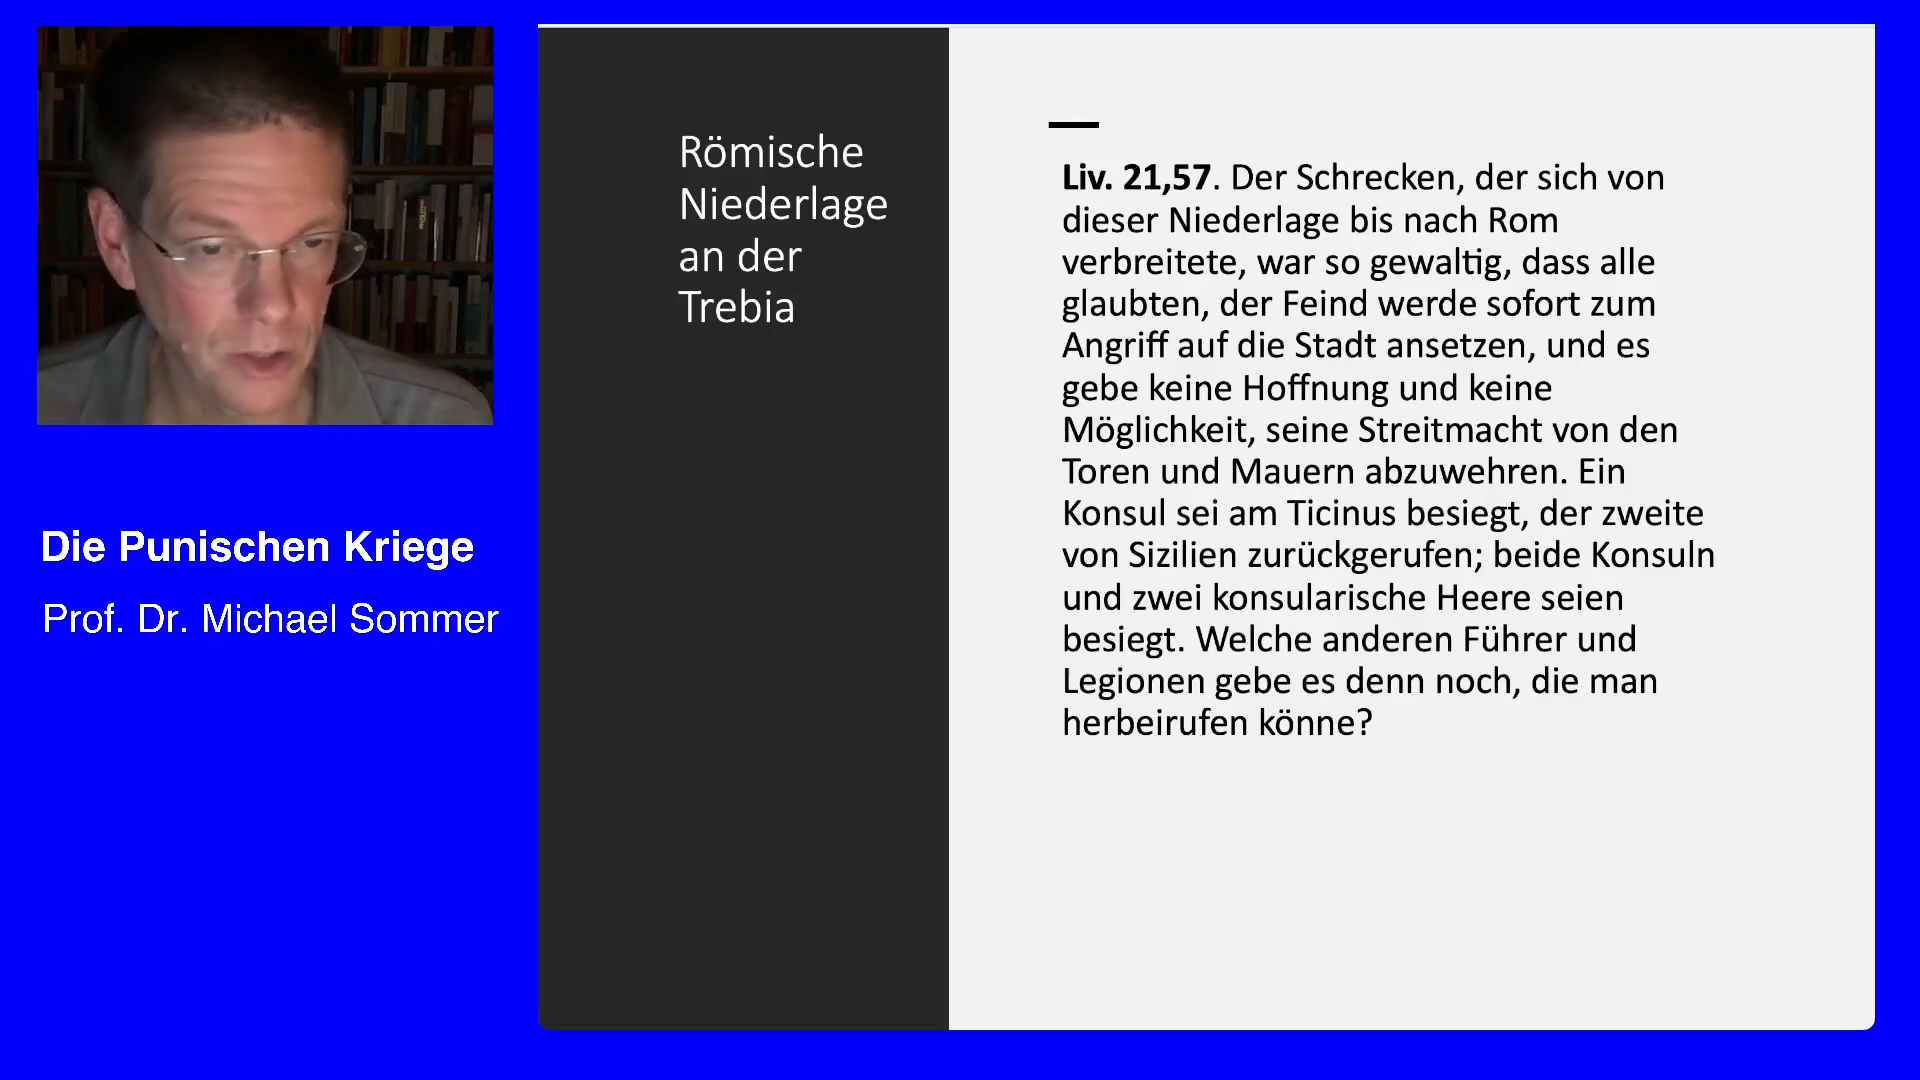 Die Punischen Kriege
Prof. Dr. Michael Sommer
Römische
Niederlage
an der
Trebia
Liv. 21,57. Der Schrecken, der sich von
dieser Niederlage bis nach Rom
verbreitete, war so gewaltig, dass alle
glaubten, der Feind werde sofort zum
Angriff auf die Stadt ansetzen, und es
gebe keine Hoffnung und keine
Möglichkeit, seine Streitmacht von den
Toren und Mauern abzuwehren. Ein
Konsul sei am Ticinus besiegt, der zweite
von Sizilien zurückgerufen; beide Konsuln
und zwei konsularische Heere seien
besiegt. Welche anderen Führer und
Legionen gebe es denn noch, die man
herbeirufen könne?